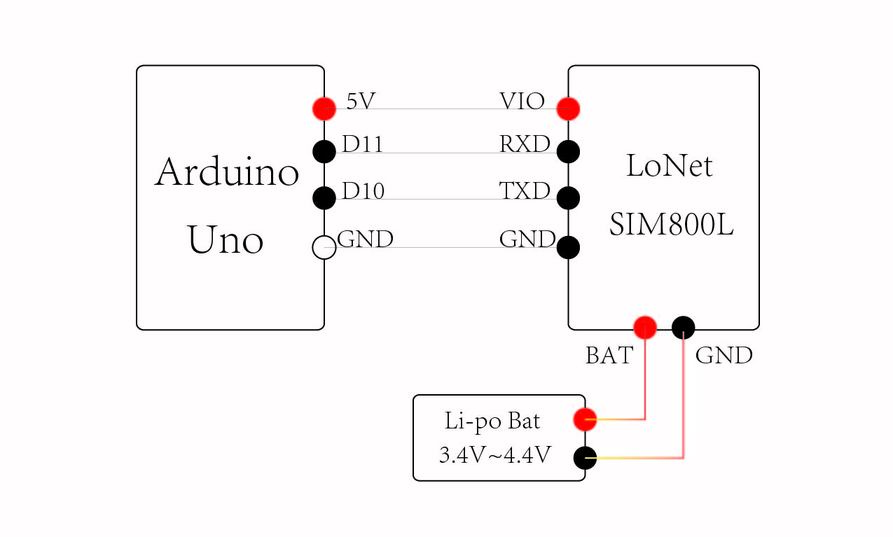 5V VIO
D11 RXD
Arduino
Uno
LoNet
SIM800L
D10 TXD
GND GND
BAT GND
Li-po Bat
3.4V~4.4V